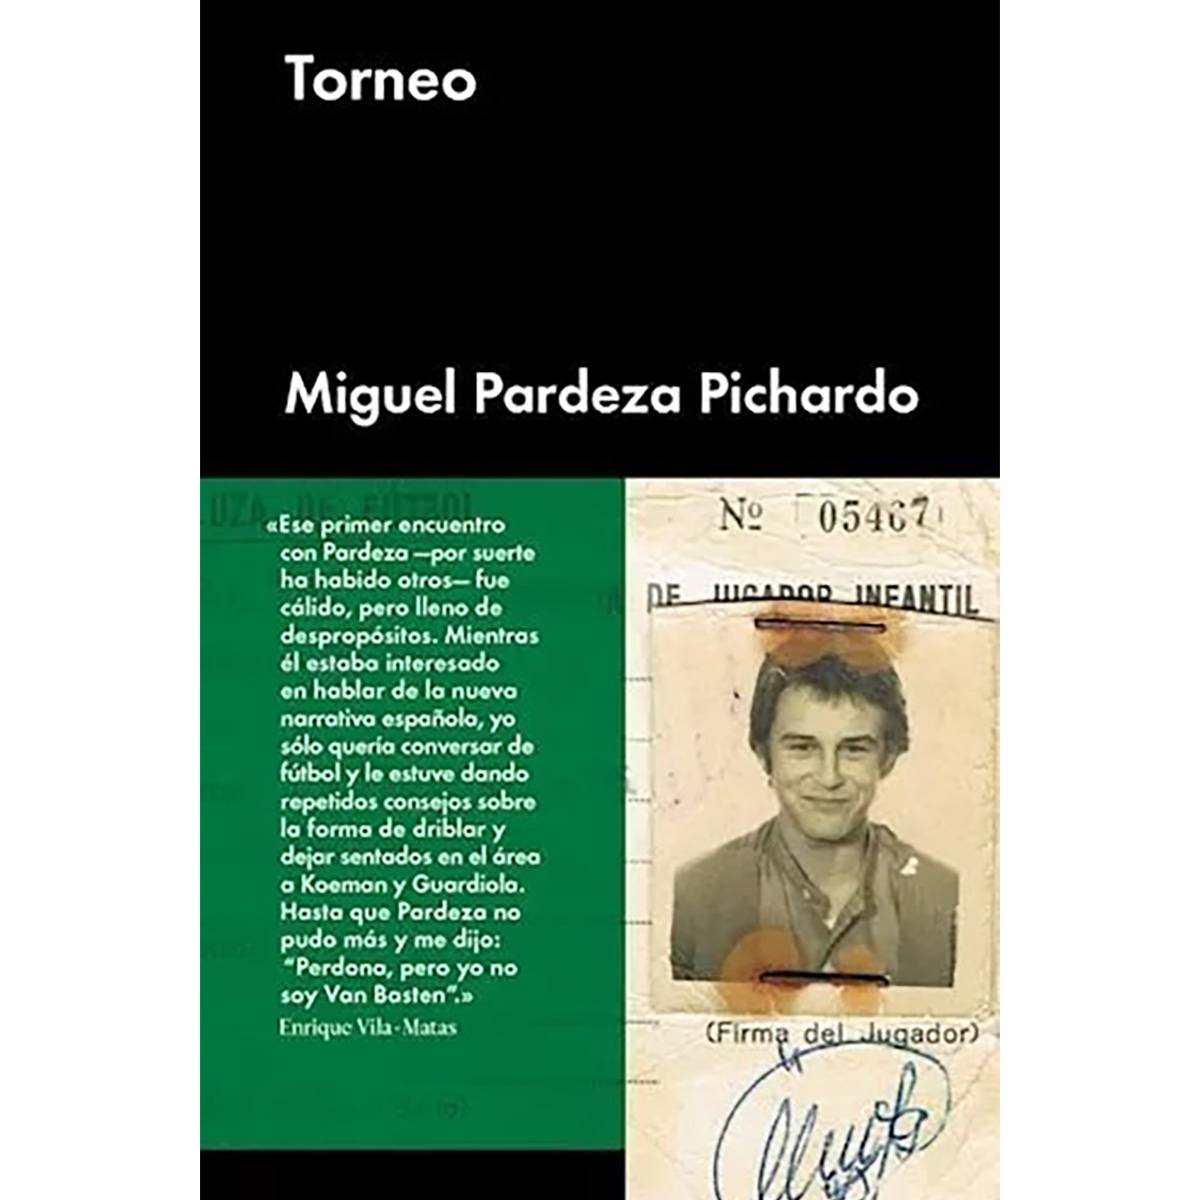 Torneo
Miguel Pardeza Pichardo
«Ese primer encuentro
con Pardeza —por suerte
ha habido otros— fue
cálido, pero lleno de
despropósitos. Mientras
él estaba interesado
en hablar de la nueva
narrativa española, yo
sólo quería conversar de
fútbol y le estuve dando
repetidos consejos sobre
la forma de driblar y
dejar sentados en el área
a Koeman y Guardiola.
Hasta que Pardeza no
pudo más y me dijo:
“Perdona, pero yo no
soy Van Basten”.»
Enrique Vila-Matas
UZA DE FÚTBOL
Nº 05467
DE JUGADOR INFANTIL
(Firma del Jugador)